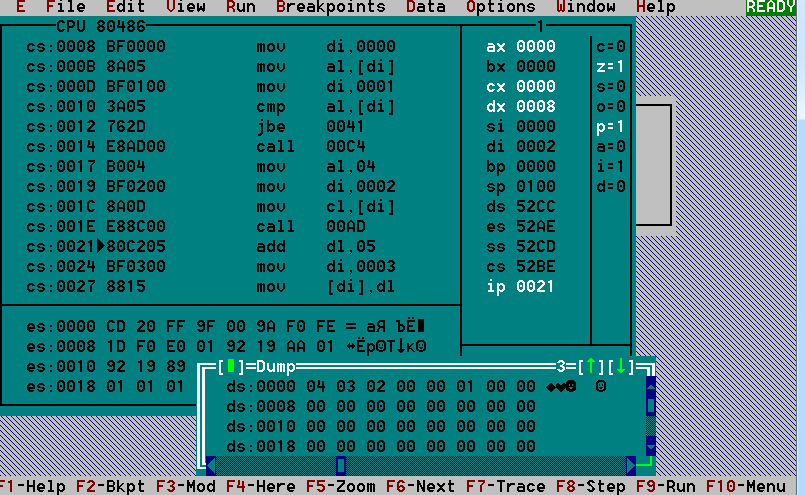 E File Edit View Run Breakpoints Data Options Window Help READY
CPU 80486 1
cs:0008 BF0000 mov di,0000 ax 0000 c=0
cs:000B 8A05 mov al,[di] bx 0000 z=1
cs:000D BF0100 mov di,0001 cx 0000 s=0
cs:0010 3A05 cmp al,[di] dx 0008 o=0
cs:0012 762D jbe 0041 si 0000 p=1
cs:0014 E8AD00 call 00C4 di 0002 a=0
cs:0017 B004 mov al,04 bp 0000 i=1
cs:0019 BF0200 mov di,0002 sp 0100 d=0
cs:001C 8A0D mov cl,[di] ds 52CC
cs:001E E88C00 call 00AD es 52AE
cs:0021►80C205 add dl,05 ss 52CD
cs:0024 BF0300 mov di,0003 cs 52BE
cs:0027 8815 mov [di],dl ip 0021
es:0000 CD 20 FF 9F 00 9A F0 FE = aЯ ЪЁ■
es:0008 1D F0 E0 01 92 19 AA 01 ↔Ёр☺Т↓к☺
es:0010 92 19 89
es:0018 01 01 01
[■]=Dump 3=[↑][↓]
ds:0000 04 03 02 00 00 01 00 00 ♦♥☻ ☺
ds:0008 00 00 00 00 00 00 00 00
ds:0010 00 00 00 00 00 00 00 00
ds:0018 00 00 00 00 00 00 00 00
F1-Help F2-Bkpt F3-Mod F4-Here F5-Zoom F6-Next F7-Trace F8-Step F9-Run F10-Menu